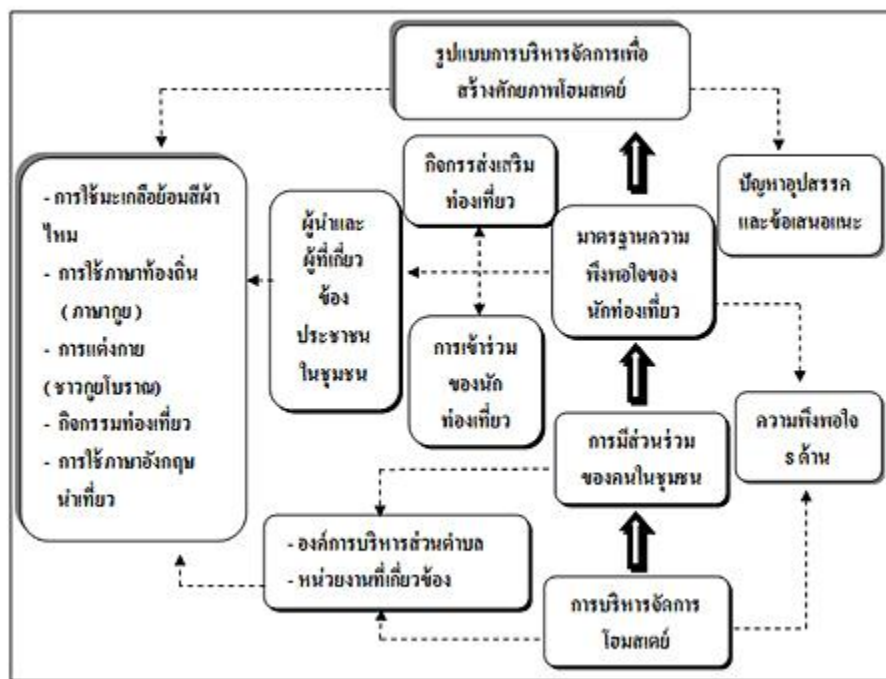 รูปแบบการบริหารจัดการเพื่อ
สร้างศักยภาพโฮมสเตย์
- การใช้มะเกลือย้อมสีผ้า
ไหม
- การใช้ภาษาท้องถิ่น
(ภาษากูย)
- การแต่งกาย
(ชาวกูยโบราณ)
- กิจกรรมท่องเที่ยว
- การใช้ภาษาอังกฤษ
นำเที่ยว
ผู้นำและ
ผู้ที่เกี่ยว
ข้อง
ประชาชน
ในชุมชน
กิจกรรส่งเสริม
ท่องเที่ยว
การเข้าร่วม
ของนัก
ท่องเที่ยว
มาตรฐานความ
พึงพอใจของ
นักท่องเที่ยว
ปัญหาอุปสรรค
และข้อเสนอแนะ
การมีส่วนร่วม
ของคนในชุมชน
ความพึงพอใจ
ด้าน
- องค์การบริหารส่วนตำบล
- หน่วยงานที่เกี่ยวข้อง
การบริหารจัดการ
โฮมสเตย์